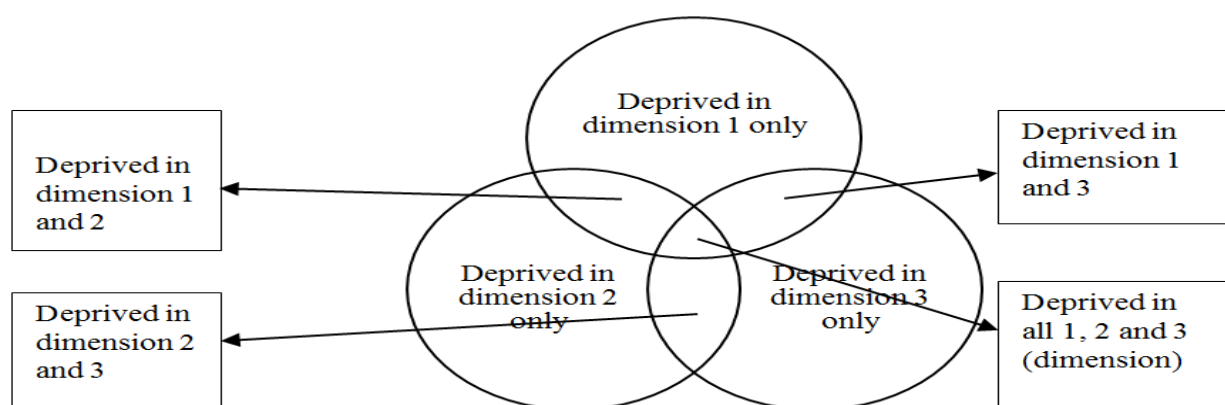 Deprived in
dimension 1 only
Deprived in
dimension 1
and 2
Deprived in
dimension 1
and 3
Deprived in
dimension 2
only
Deprived in
dimension 3
only
Deprived in
dimension 2
and 3
Deprived in
all 1, 2 and 3
(dimension)